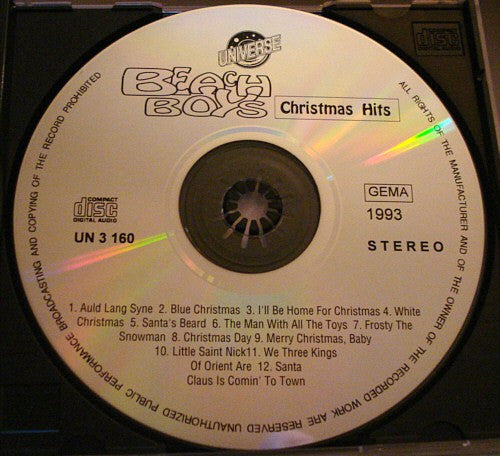 UNIVERSE
BEACH
BOYS
Christmas Hits
COMPACT
disc
DIGITAL AUDIO
UN 3 160
GEMA
1993
STEREO
1. Auld Lang Syne 2. Blue Christmas 3. I'll Be Home For Christmas 4. White
Christmas 5. Santa's Beard 6. The Man With All The Toys 7. Frosty The
Snowman 8. Christmas Day 9. Merry Christmas, Baby
10. Little Saint Nick11. We Three Kings
Of Orient Are 12. Santa
Claus Is Comin' To Town
ALL RIGHTS OF THE MANUFACTURER AND OF THE OWNER OF THE RECORDED WORK ARE RESERVED UNAUTHORIZED PUBLIC PERFORMANCE BROADCASTING AND COPYING OF THE RECORD PROHIBITED
COMPACT
disc
DIGITAL AUDIO